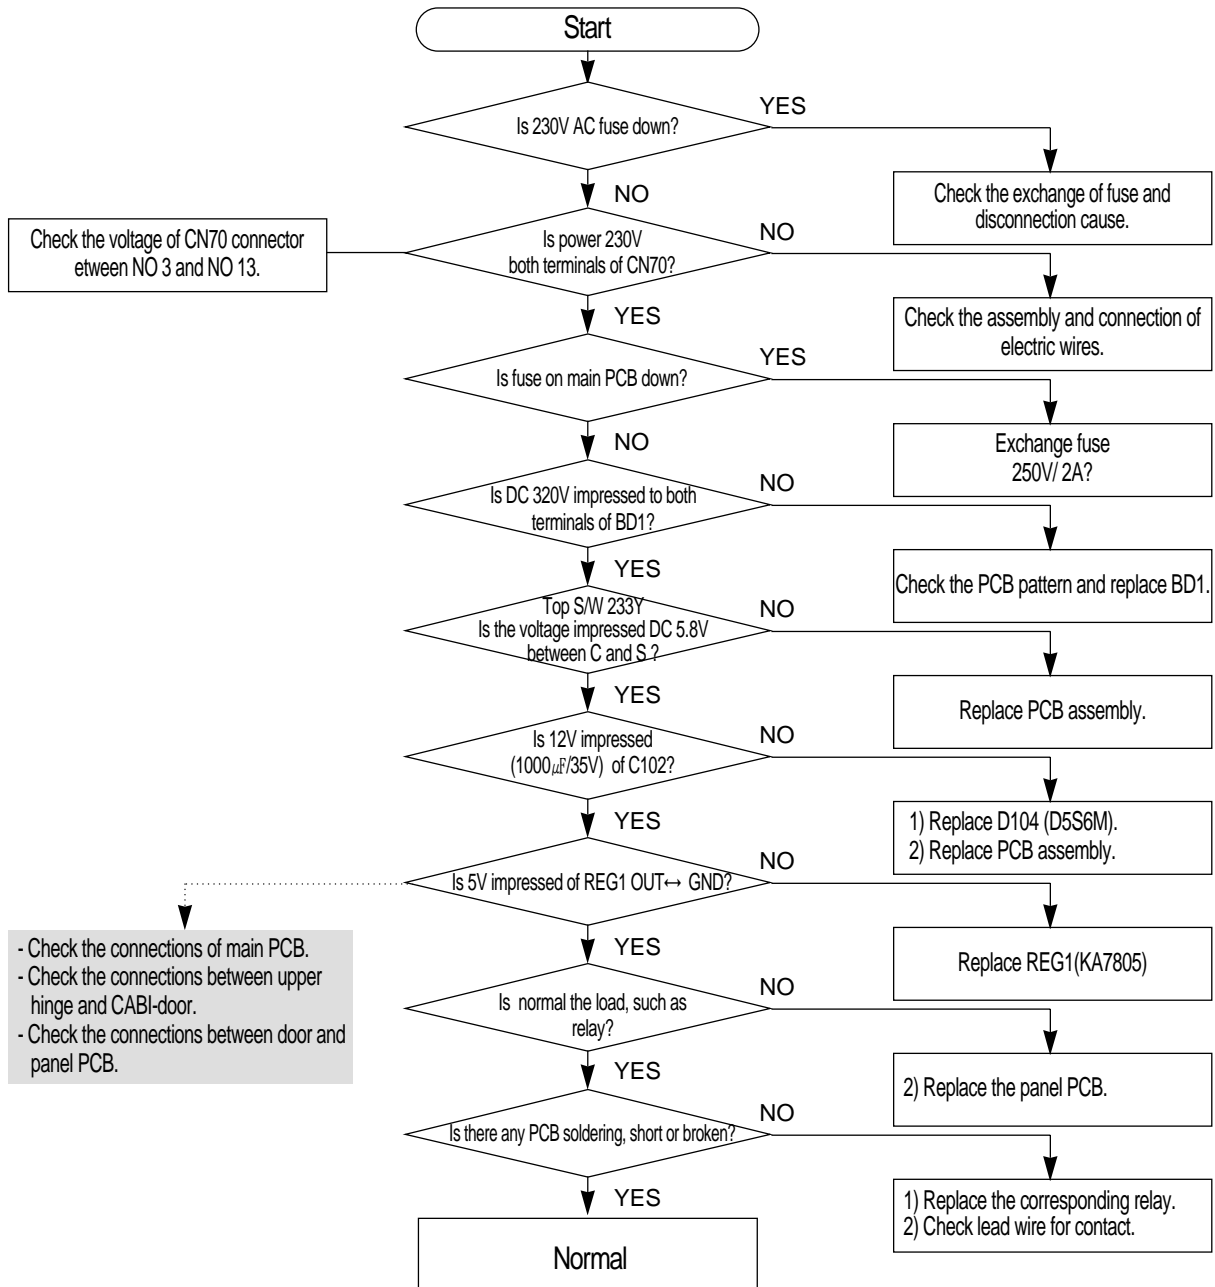 Start
Is 230V AC fuse down?
YES
Check the exchange of fuse and
disconnection cause.
NO
Check the voltage of CN70 connector
etween NO 3 and NO 13.
Is power 230V
both terminals of CN70?
NO
Check the assembly and connection of
electric wires.
YES
Is fuse on main PCB down?
YES
Exchange fuse
250V/ 2A?
NO
Is DC 320V impressed to both
terminals of BD1?
NO
Check the PCB pattern and replace BD1.
YES
Top S/W 233Y
Is the voltage impressed DC 5.8V
between C and S ?
NO
Replace PCB assembly.
YES
Is 12V impressed
(1000㎌/35V) of C102?
NO
1) Replace D104 (D5S6M).
2) Replace PCB assembly.
YES
Is 5V impressed of REG1 OUT↔ GND?
NO
Replace REG1(KA7805)
- Check the connections of main PCB.
- Check the connections between upper
hinge and CABI-door.
- Check the connections between door and
panel PCB.
YES
Is normal the load, such as
relay?
NO
2) Replace the panel PCB.
YES
Is there any PCB soldering, short or broken?
NO
1) Replace the corresponding relay.
2) Check lead wire for contact.
YES
Normal